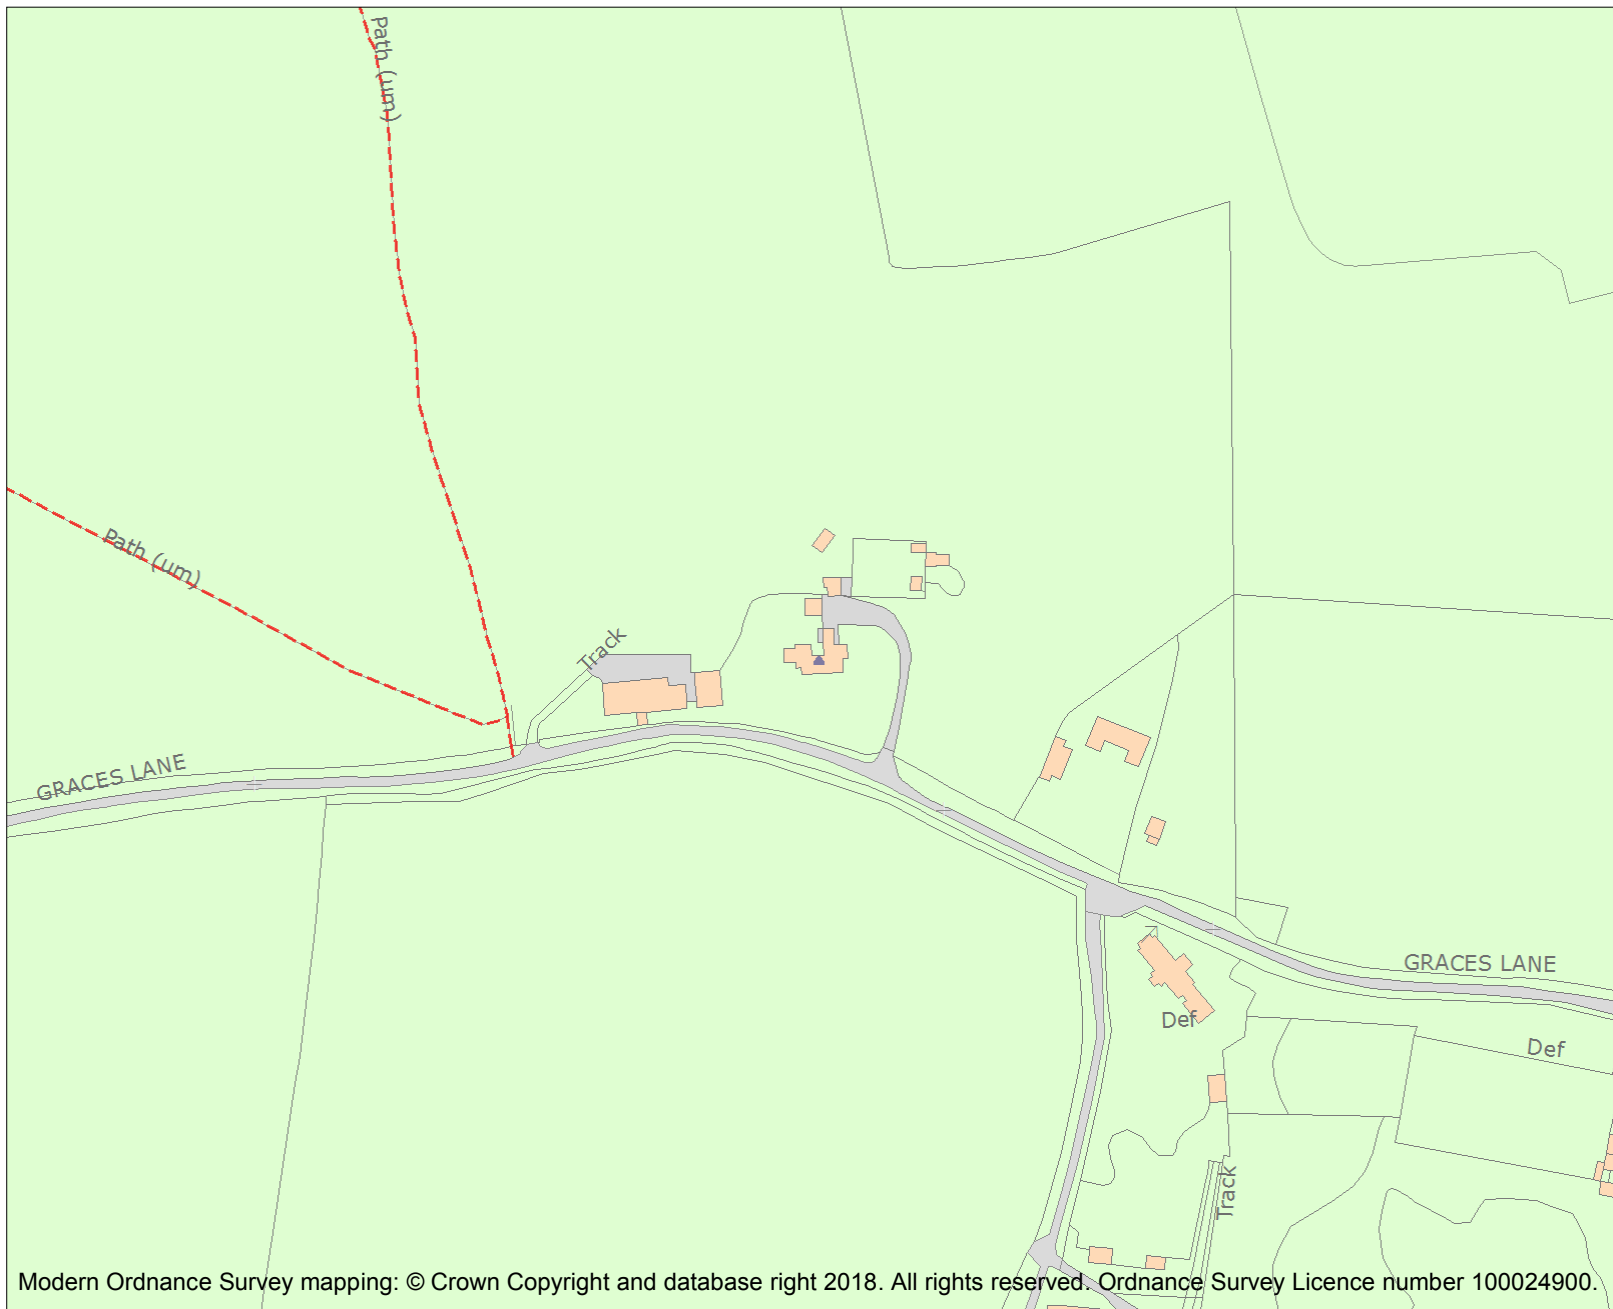 Path (um)
Path (um)
Track
GRACES LANE
GRACES LANE
Def
Def
Track
Modern Ordnance Survey mapping: © Crown Copyright and database right 2018. All rights reserved. Ordnance Survey Licence number 100024900.